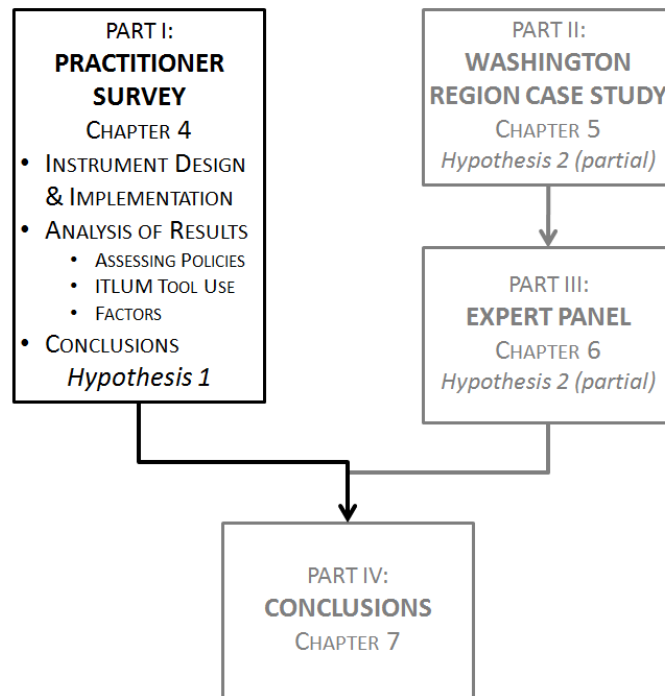 PART I:
PRACTITIONER
SURVEY
CHAPTER 4
• INSTRUMENT DESIGN
& IMPLEMENTATION
• ANALYSIS OF RESULTS
• ASSESSING POLICIES
• ITLUM TOOL USE
• FACTORS
• CONCLUSIONS
Hypothesis 1
PART II:
WASHINGTON
REGION CASE STUDY
CHAPTER 5
Hypothesis 2 (partial)
PART III:
EXPERT PANEL
CHAPTER 6
Hypothesis 2 (partial)
PART IV:
CONCLUSIONS
CHAPTER 7